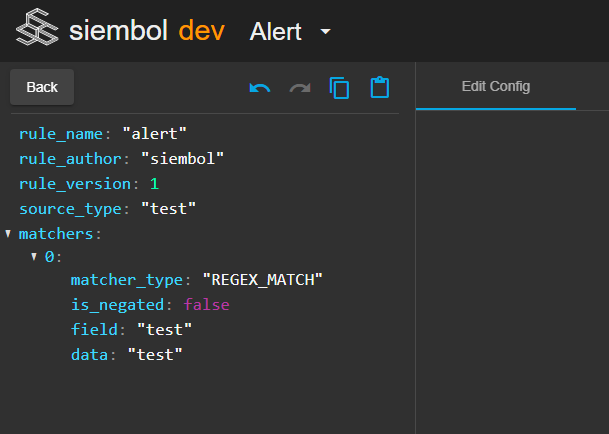 siembol dev Alert
Back
Edit Config
rule_name: "alert"
rule_author: "siembol"
rule_version: 1
source_type: "test"
matchers:
0:
matcher_type: "REGEX_MATCH"
is_negated: false
field: "test"
data: "test"